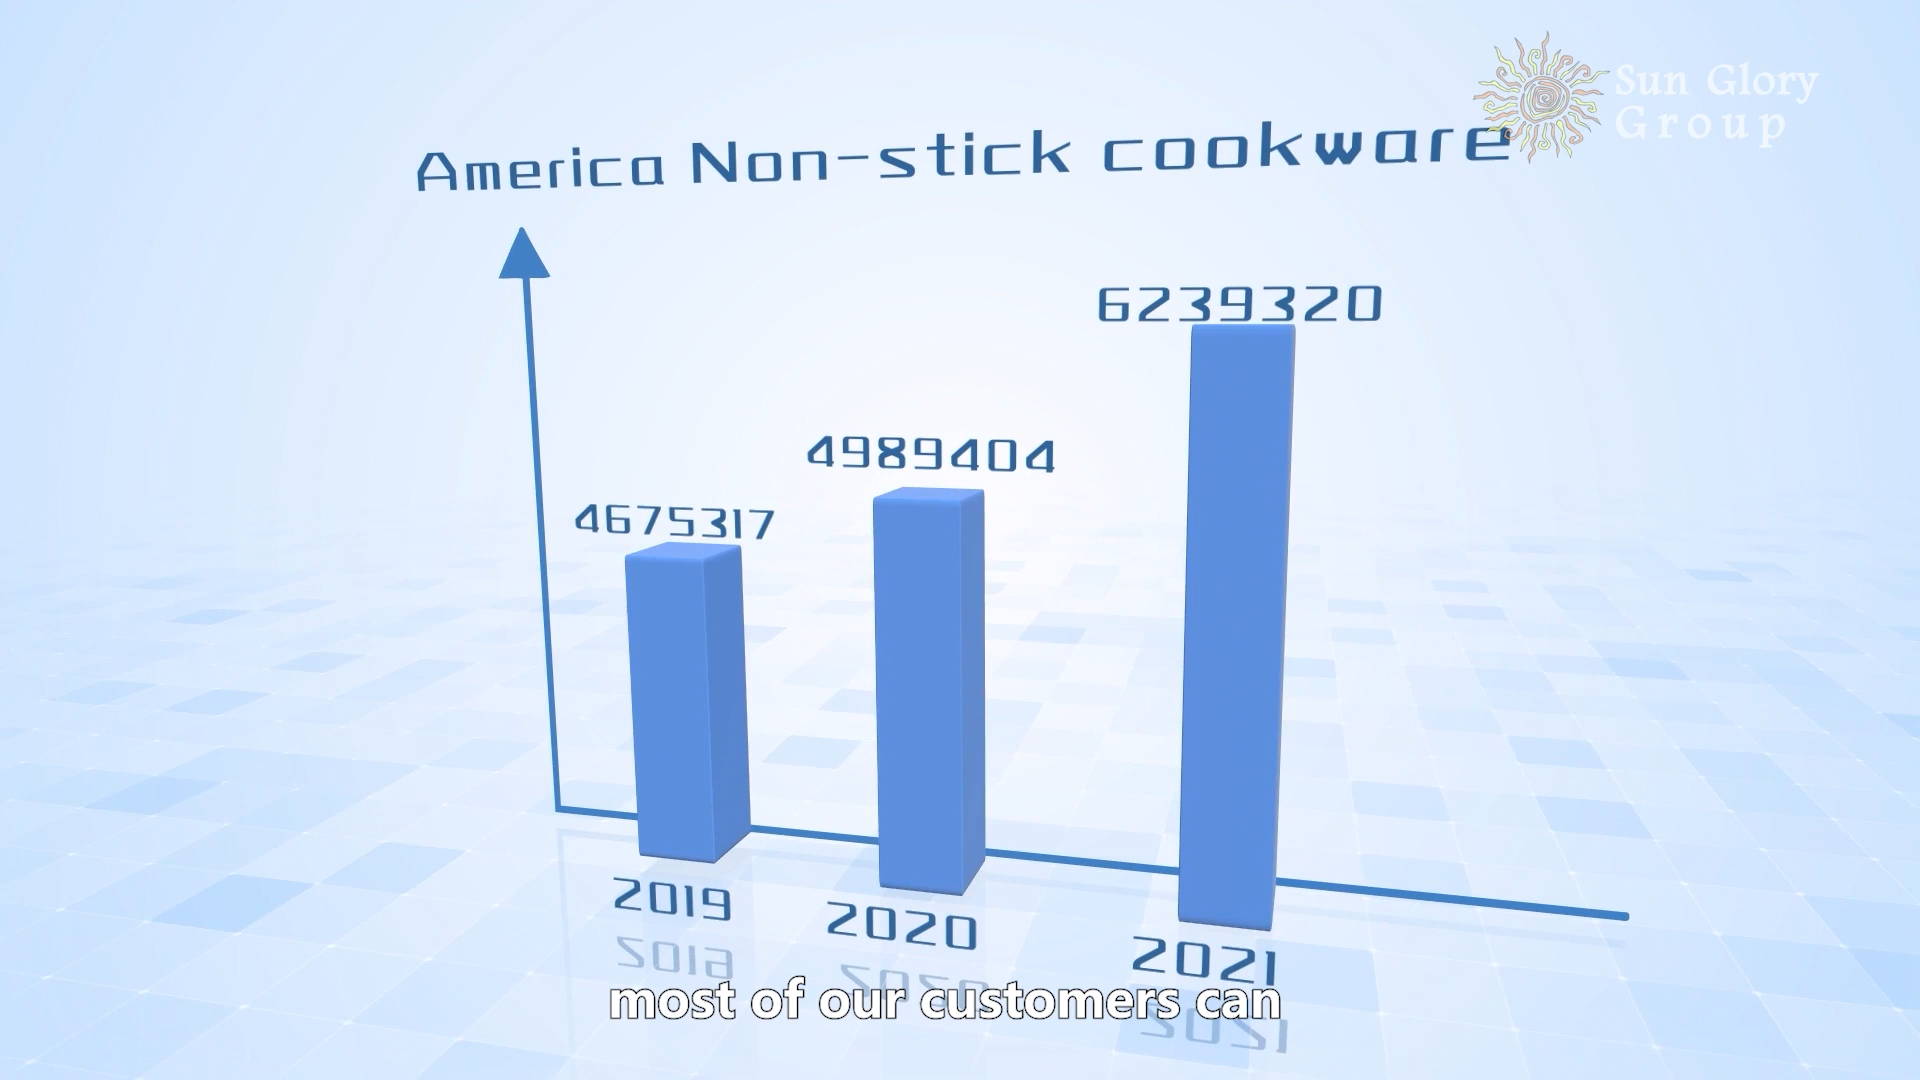 Sun Glory
Group
America Non-stick cookware
6239320
4989404
4675317
2019
2020
2021
most of our customers can